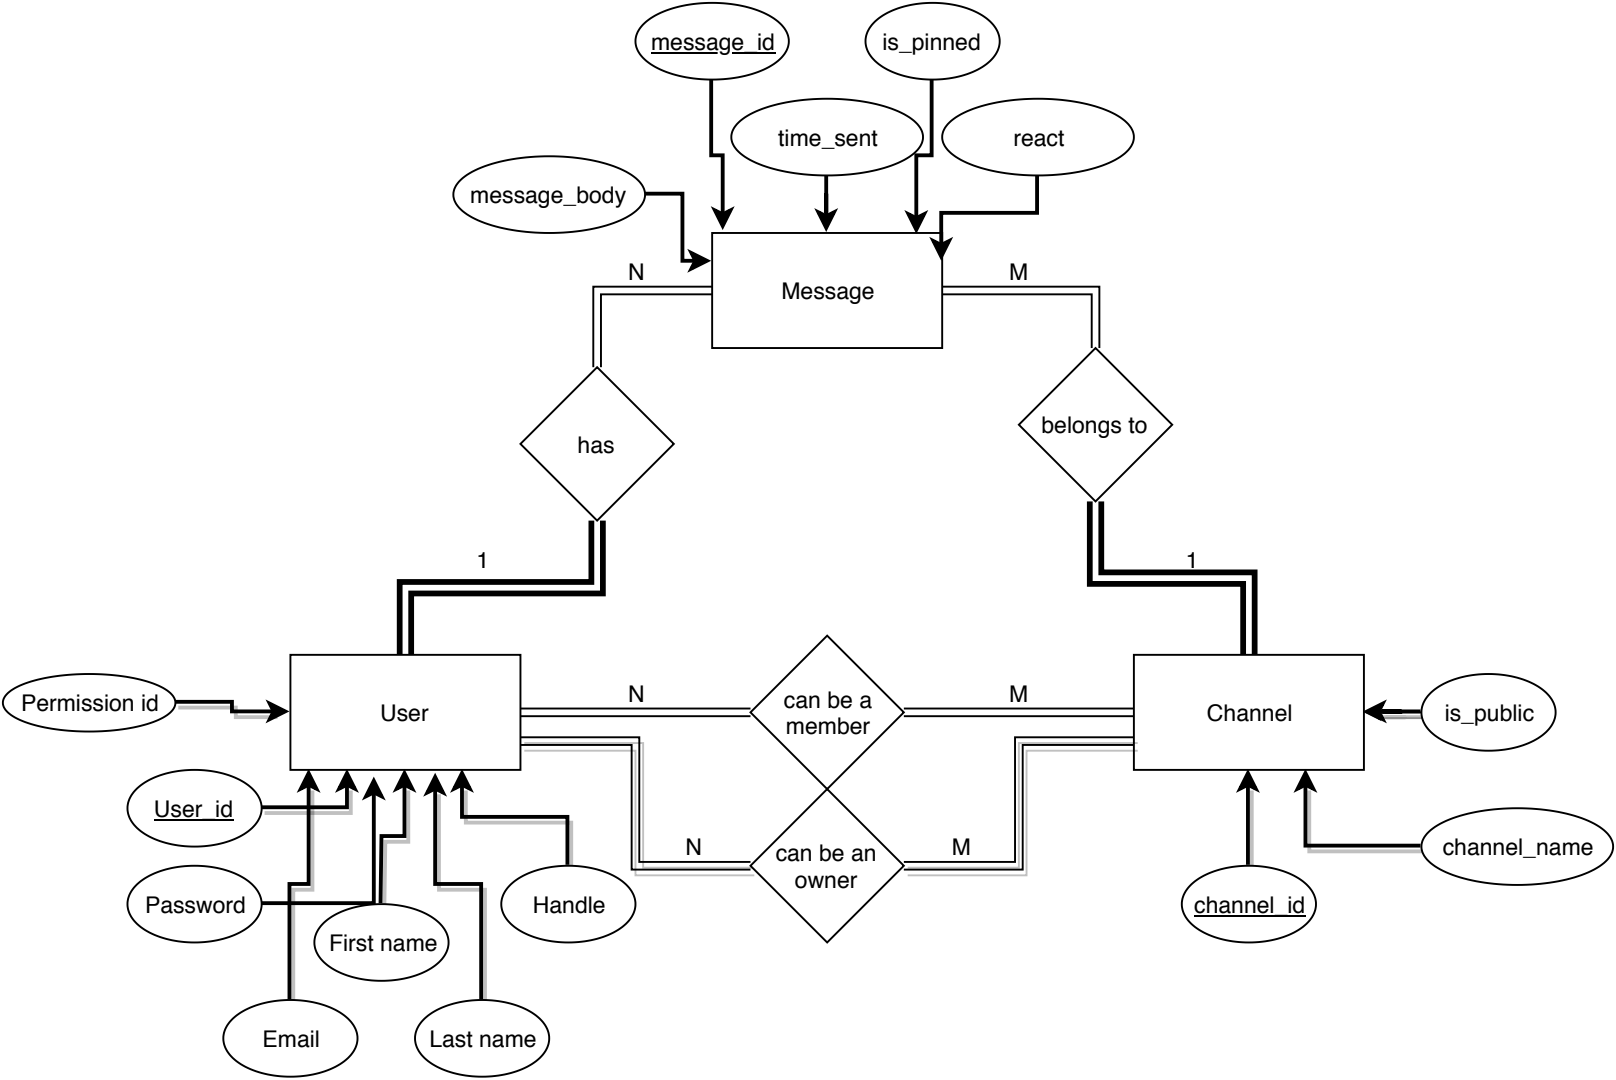 message_id
is_pinned
time_sent
react
message_body
N
Message
M
has
belongs to
1
1
Permission id
User
N
can be a
member
M
Channel
is_public
User_id
N
can be an
owner
M
channel_name
Password
First name
Handle
channel_id
Email
Last name